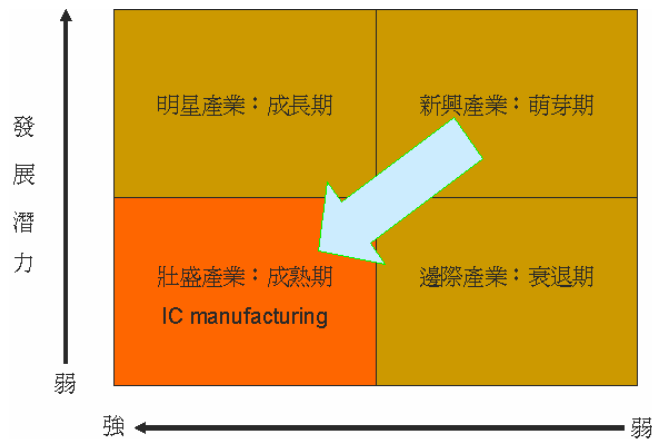 明星產業：成長期
新興產業：萌芽期
發
展
潛
力
壯盛產業：成熟期
IC manufacturing
邊際產業：衰退期
弱
強
弱